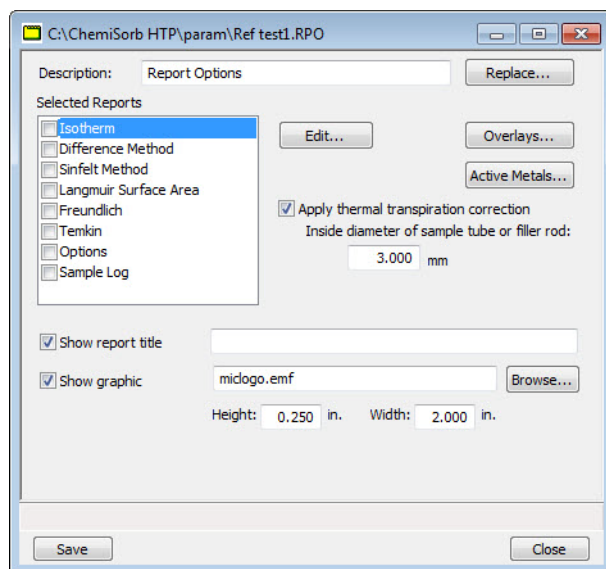 C:\ChemiSorb HTP\param\Ref test1.RPO
Description: Report Options Replace...
Selected Reports
Isotherm
Difference Method
Sinfelt Method
Langmuir Surface Area
Freundlich
Temkin
Options
Sample Log
Edit... Overlays...
Active Metals...
Apply thermal transpiration correction
Inside diameter of sample tube or filler rod:
3.000 mm
Show report title
Show graphic miclogo.emf Browse...
Height: 0.250 in. Width: 2.000 in.
Save Close